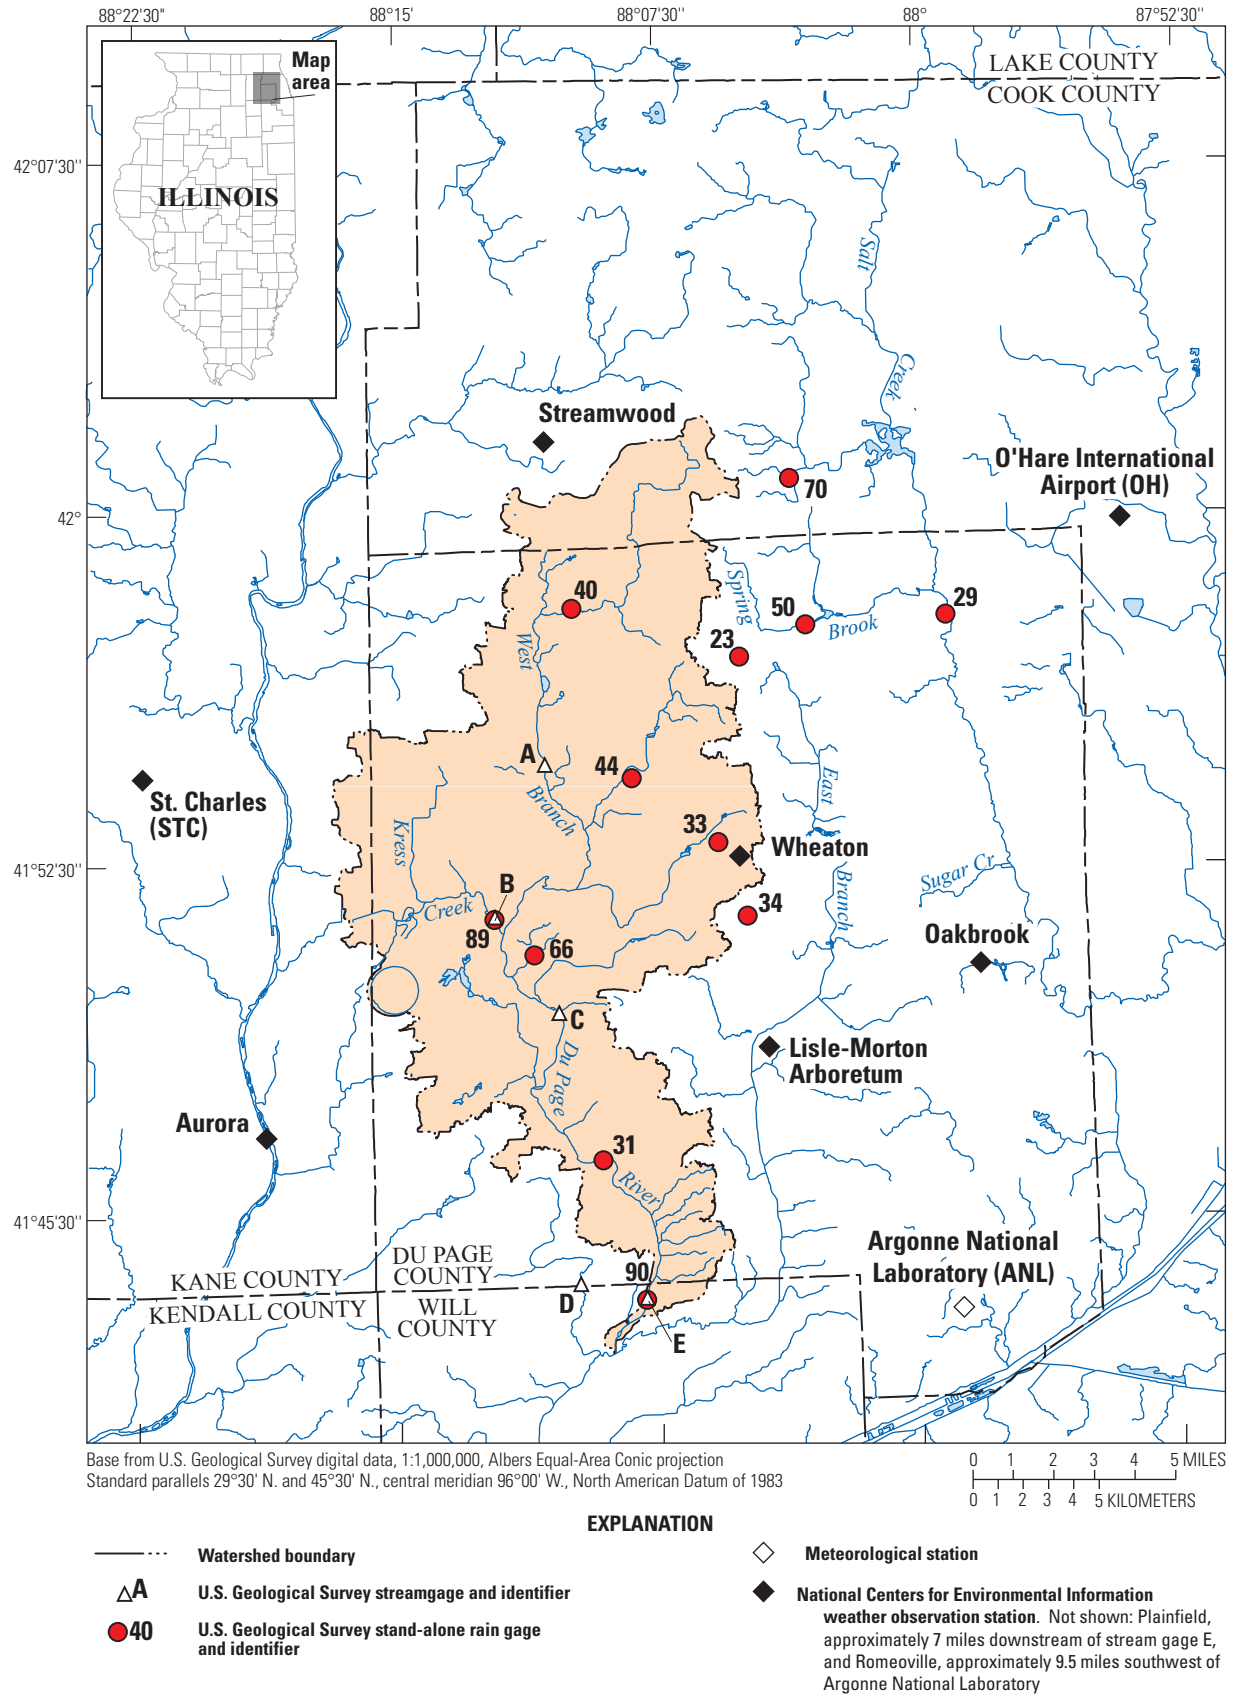 88°22'30"
88°15'
88°07'30"
88°
87°52'30"
Map
area
ILLINOIS
LAKE COUNTY
COOK COUNTY
42°07'30''
Salt
Creek
Streamwood
O'Hare International
Airport (OH)
70
42°
40
Spring
50
29
Brook
23
West
A
44
East
St. Charles
(STC)
Branch
33
Kress
Wheaton
41°52'30''
Sugar Cr
B
Branch
34
Creek
89
66
Oakbrook
C
Du Page
Lisle-Morton
Arboretum
Aurora
31
River
41°45'30''
Argonne National
Laboratory (ANL)
DU PAGE
COUNTY
90
KANE COUNTY
KENDALL COUNTY
WILL
COUNTY
D
E
Base from U.S. Geological Survey digital data, 1:1,000,000, Albers Equal-Area Conic projection
Standard parallels 29°30' N. and 45°30' N., central meridian 96°00' W., North American Datum of 1983
0 1 2 3 4 5 MILES
0 1 2 3 4 5 KILOMETERS
EXPLANATION
Watershed boundary
A U.S. Geological Survey streamgage and identifier
40 U.S. Geological Survey stand-alone rain gage
and identifier
Meteorological station
National Centers for Environmental Information
weather observation station. Not shown: Plainfield,
approximately 7 miles downstream of stream gage E,
and Romeoville, approximately 9.5 miles southwest of
Argonne National Laboratory